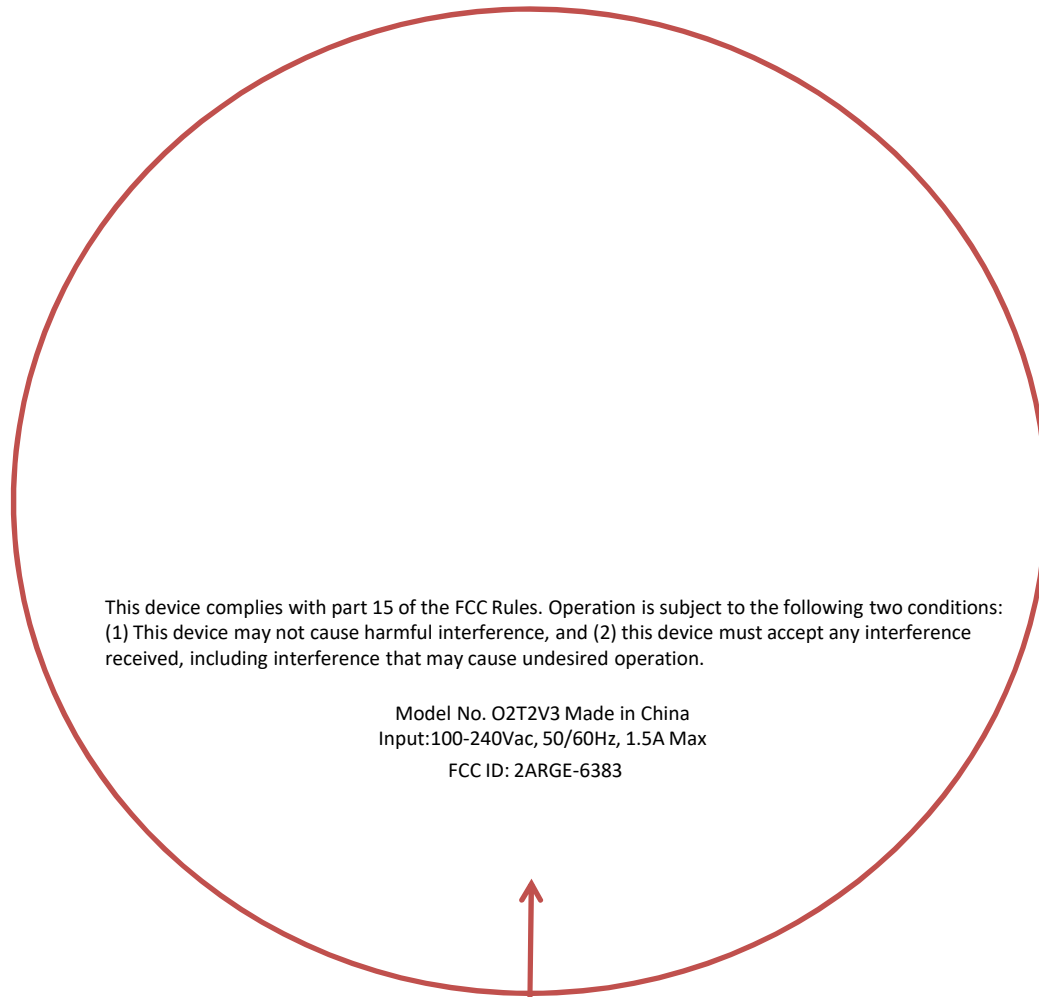 This device complies with part 15 of the FCC Rules. Operation is subject to the following two conditions:
(1) This device may not cause harmful interference, and (2) this device must accept any interference
received, including interference that may cause undesired operation.
Model No. O2T2V3 Made in China
Input:100-240Vac, 50/60Hz, 1.5A Max
FCC ID: 2ARGE-6383